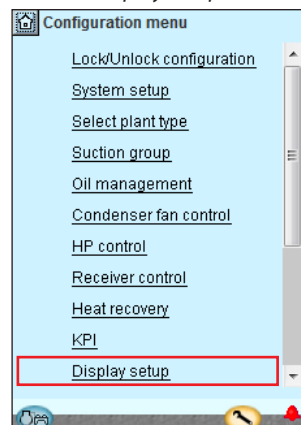 Configuration menu
Lock/Unlock configuration
System setup
Select plant type
Suction group
Oil management
Condenser fan control
HP control
Receiver control
Heat recovery
KPI
Display setup